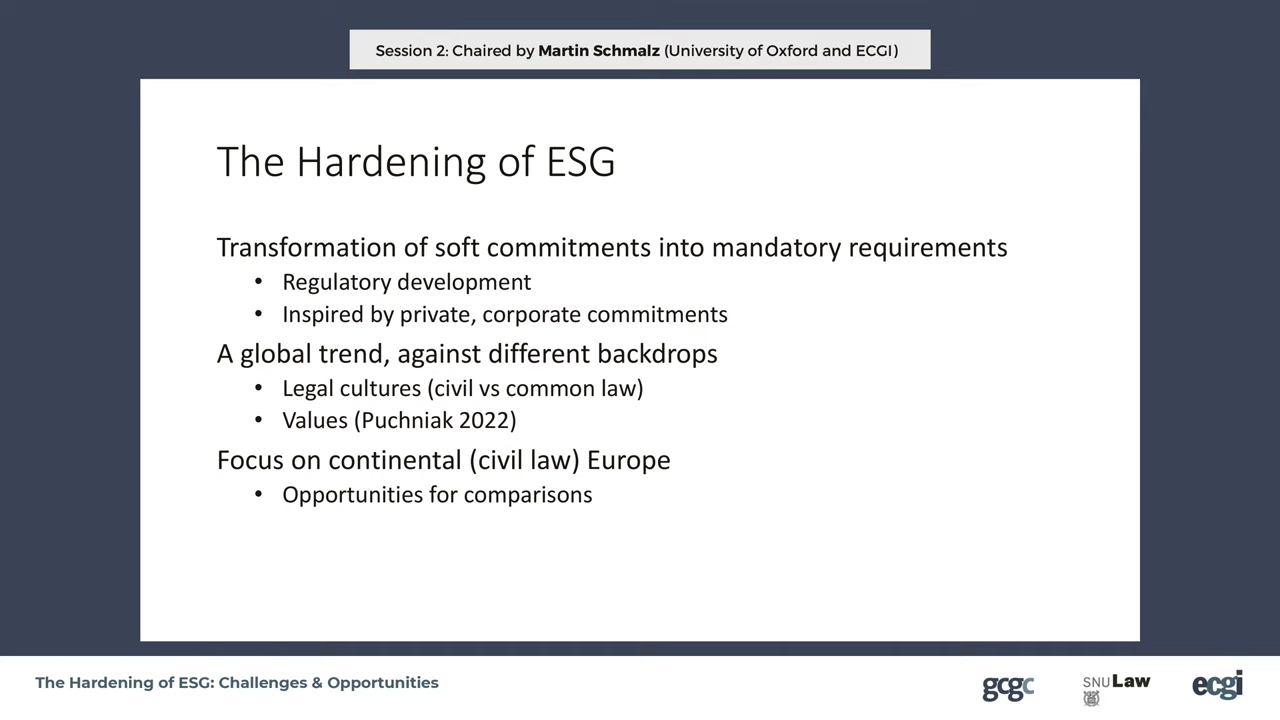 Session 2: Chaired by Martin Schmalz (University of Oxford and ECGI)
The Hardening of ESG
Transformation of soft commitments into mandatory requirements
• Regulatory development
• Inspired by private, corporate commitments
A global trend, against different backdrops
• Legal cultures (civil vs common law)
• Values (Puchniak 2022)
Focus on continental (civil law) Europe
• Opportunities for comparisons
The Hardening of ESG: Challenges & Opportunities
gcgc
SNU Law
ecgi